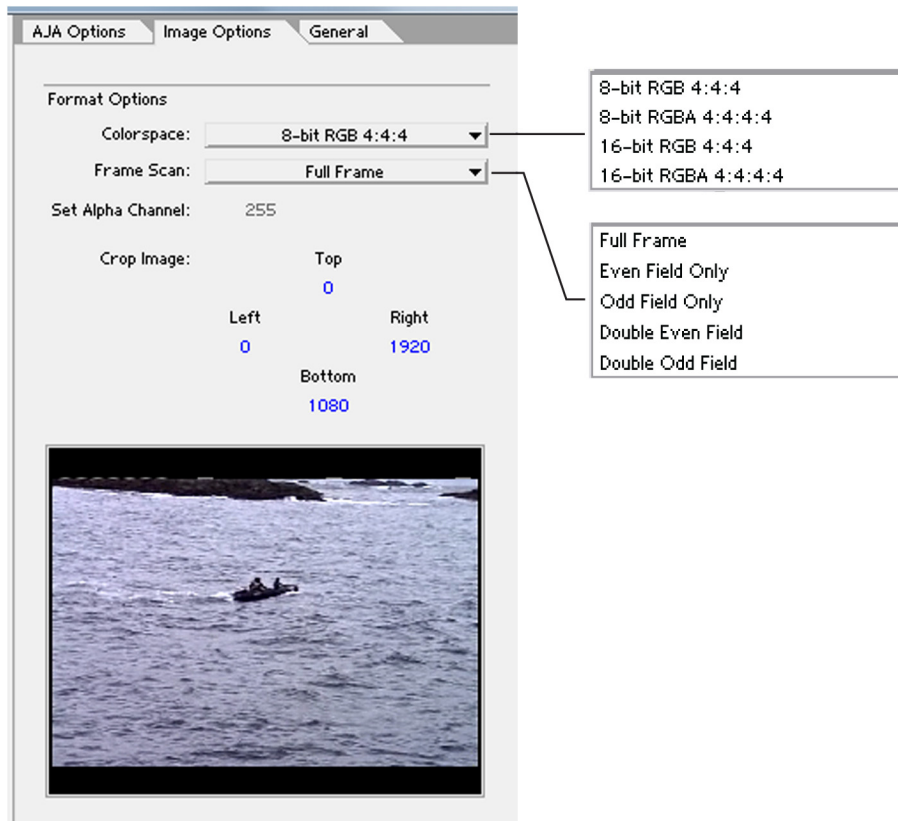 AJA Options
Image Options
General
Format Options
Colorspace:
8-bit RGB 4:4:4
Frame Scan:
Full Frame
Set Alpha Channel:
255
Crop Image:
Top
0
Left
Right
0
1920
Bottom
1080
8-bit RGB 4:4:4
8-bit RGBA 4:4:4:4
16-bit RGB 4:4:4
16-bit RGBA 4:4:4:4
Full Frame
Even Field Only
Odd Field Only
Double Even Field
Double Odd Field